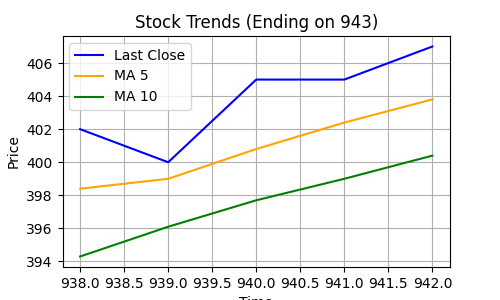 Stock Trends (Ending on 943)
Last Close
MA 5
MA 10
Price
406
404
402
400
398
396
394
938.0 938.5 939.0 939.5 940.0 940.5 941.0 941.5 942.0
Time